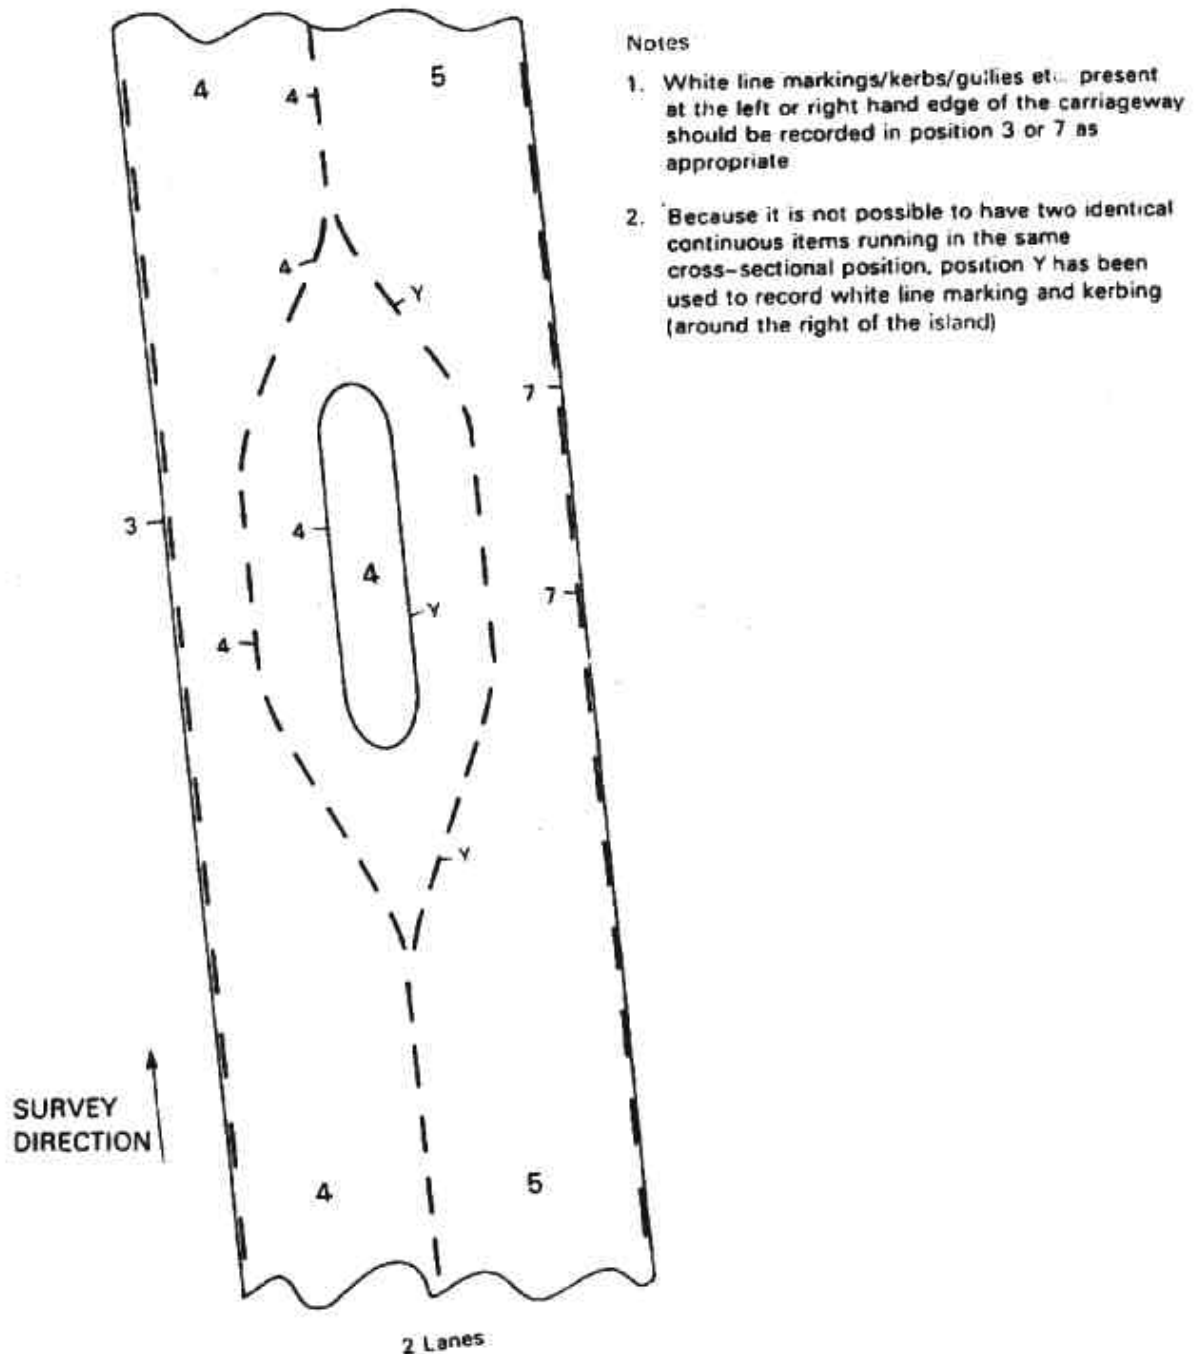 Notes
1. White line markings/kerbs/gullies etc. present
at the left or right hand edge of the carriageway
should be recorded in position 3 or 7 as
appropriate
2. Because it is not possible to have two identical
continuous items running in the same
cross-sectional position, position Y has been
used to record white line marking and kerbing
(around the right of the island)
4 4 5
4 Y
7
3
4
4
Y
7
4
Y
SURVEY
DIRECTION
4 5
2 Lanes